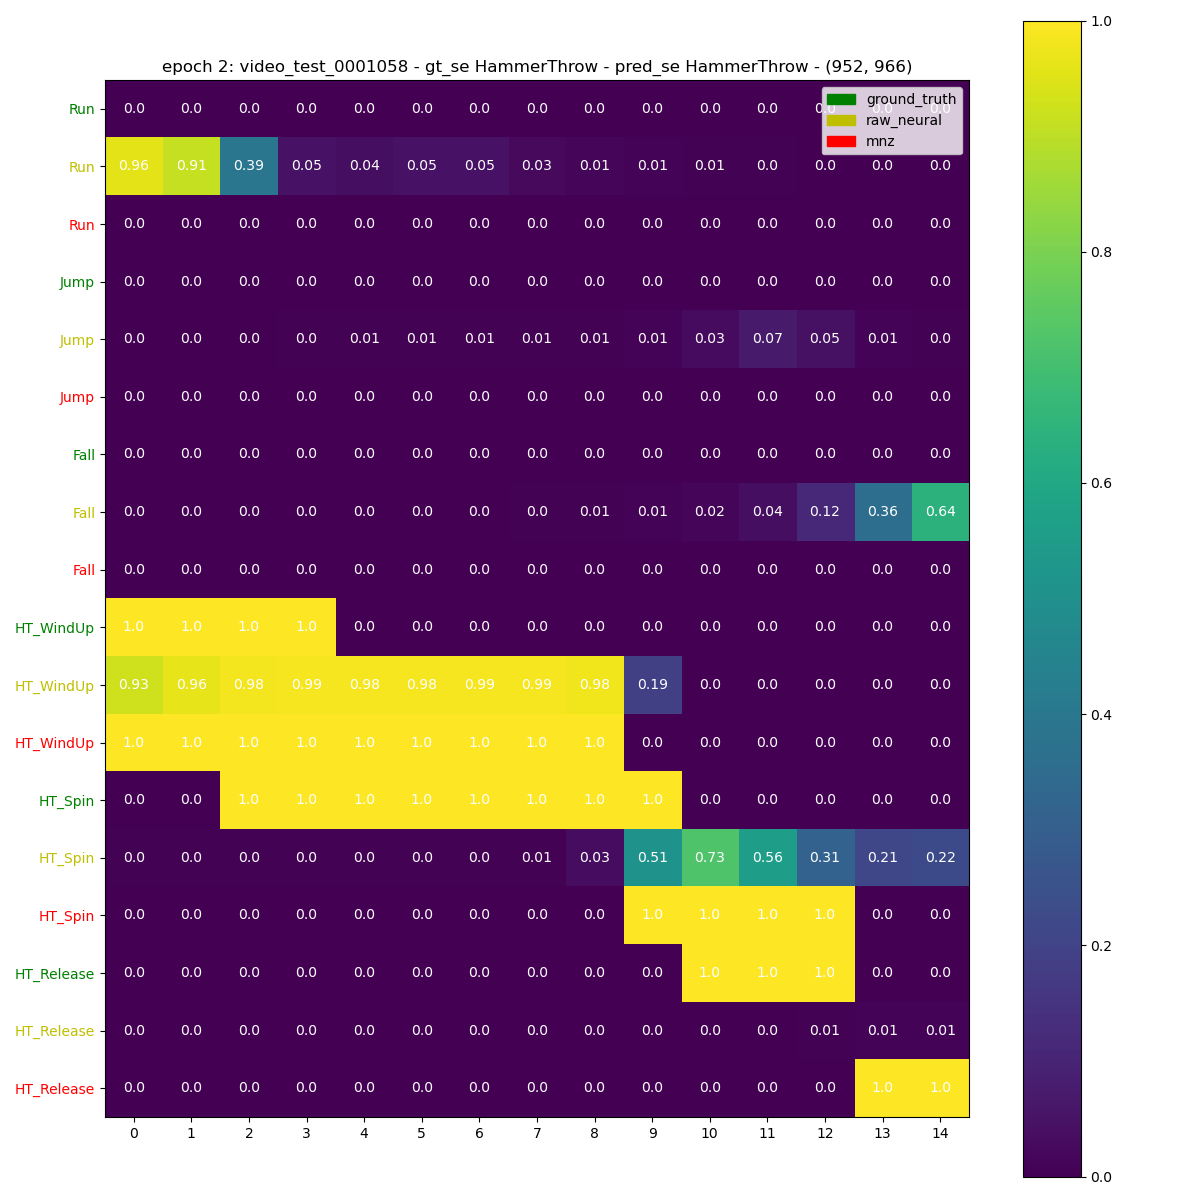 epoch 2: video_test_0001058 - gt_se HammerThrow - pred_se HammerThrow - (952, 966)
ground_truth
raw_neural
mnz
Run 0.0 0.0 0.0 0.0 0.0 0.0 0.0 0.0 0.0 0.0 0.0 0.0 0.0 0.0 0.0
Run 0.96 0.91 0.39 0.05 0.04 0.05 0.05 0.03 0.01 0.01 0.01 0.0 0.0 0.0 0.0
Run 0.0 0.0 0.0 0.0 0.0 0.0 0.0 0.0 0.0 0.0 0.0 0.0 0.0 0.0 0.0
Jump 0.0 0.0 0.0 0.0 0.0 0.0 0.0 0.0 0.0 0.0 0.0 0.0 0.0 0.0 0.0
Jump 0.0 0.0 0.0 0.0 0.01 0.01 0.01 0.01 0.01 0.01 0.03 0.07 0.05 0.01 0.0
Jump 0.0 0.0 0.0 0.0 0.0 0.0 0.0 0.0 0.0 0.0 0.0 0.0 0.0 0.0 0.0
Fall 0.0 0.0 0.0 0.0 0.0 0.0 0.0 0.0 0.0 0.0 0.0 0.0 0.0 0.0 0.0
Fall 0.0 0.0 0.0 0.0 0.0 0.0 0.0 0.0 0.01 0.01 0.02 0.04 0.12 0.36 0.64
Fall 0.0 0.0 0.0 0.0 0.0 0.0 0.0 0.0 0.0 0.0 0.0 0.0 0.0 0.0 0.0
HT_WindUp 1.0 1.0 1.0 1.0 0.0 0.0 0.0 0.0 0.0 0.0 0.0 0.0 0.0 0.0 0.0
HT_WindUp 0.93 0.96 0.98 0.99 0.98 0.98 0.99 0.99 0.98 0.19 0.0 0.0 0.0 0.0 0.0
HT_WindUp 1.0 1.0 1.0 1.0 1.0 1.0 1.0 1.0 1.0 0.0 0.0 0.0 0.0 0.0 0.0
HT_Spin 0.0 0.0 1.0 1.0 1.0 1.0 1.0 1.0 1.0 1.0 0.0 0.0 0.0 0.0 0.0
HT_Spin 0.0 0.0 0.0 0.0 0.0 0.0 0.0 0.01 0.03 0.51 0.73 0.56 0.31 0.21 0.22
HT_Spin 0.0 0.0 0.0 0.0 0.0 0.0 0.0 0.0 0.0 1.0 1.0 1.0 1.0 0.0 0.0
HT_Release 0.0 0.0 0.0 0.0 0.0 0.0 0.0 0.0 0.0 0.0 1.0 1.0 1.0 0.0 0.0
HT_Release 0.0 0.0 0.0 0.0 0.0 0.0 0.0 0.0 0.0 0.0 0.0 0.0 0.01 0.01 0.01
HT_Release 0.0 0.0 0.0 0.0 0.0 0.0 0.0 0.0 0.0 0.0 0.0 0.0 0.0 1.0 1.0
0 1 2 3 4 5 6 7 8 9 10 11 12 13 14
1.0
0.8
0.6
0.4
0.2
0.0